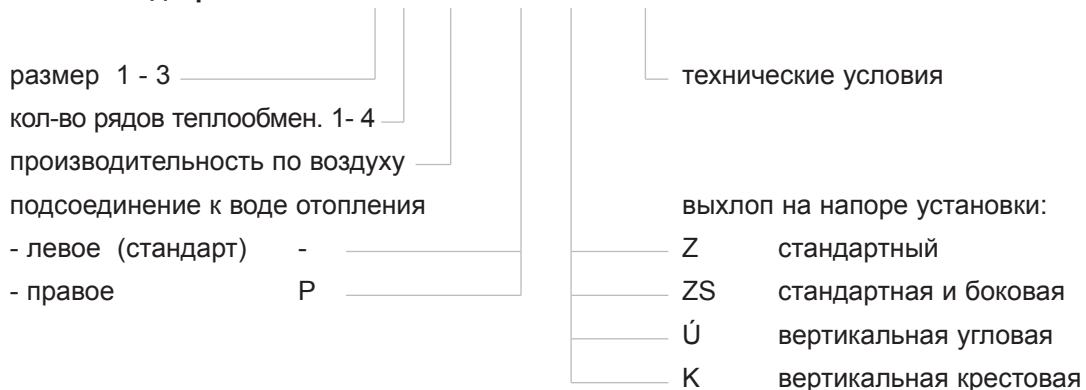 размер 1 - 3
технические условия
кол-во рядов теплообмен. 1- 4
производительность по воздуху
подсоединение к воде отопления
выхлоп на напоре установки:
- левое (стандарт) -
Z стандартный
- правое P
ZS стандартная и боковая
Ú вертикальная угловая
K вертикальная крестовая